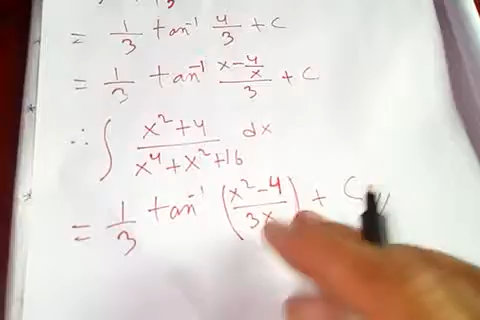 = 1/3 tan⁻¹ 4/3 + C
= 1/3 tan⁻¹ (x - 4/x)/3 + C
∴ ∫ (x² + 4)/(x⁴ + x² + 16) dx
= 1/3 tan⁻¹ ((x² - 4)/3x) + C